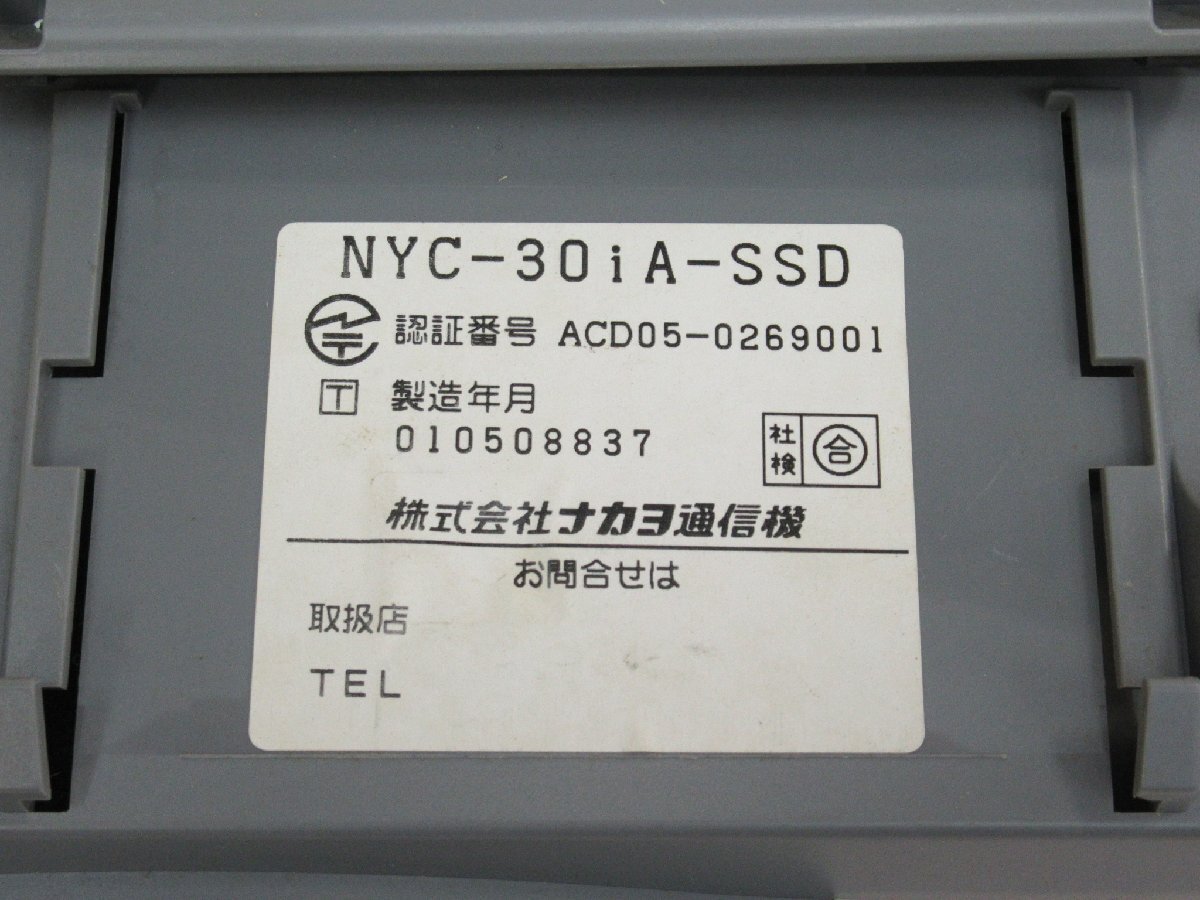 NYC-30iA-SSD
認証番号 ACD05-0269001
T 製造年月
010508837
社検 合
株式会社ナカヨ通信機
お問合せは
取扱店
TEL